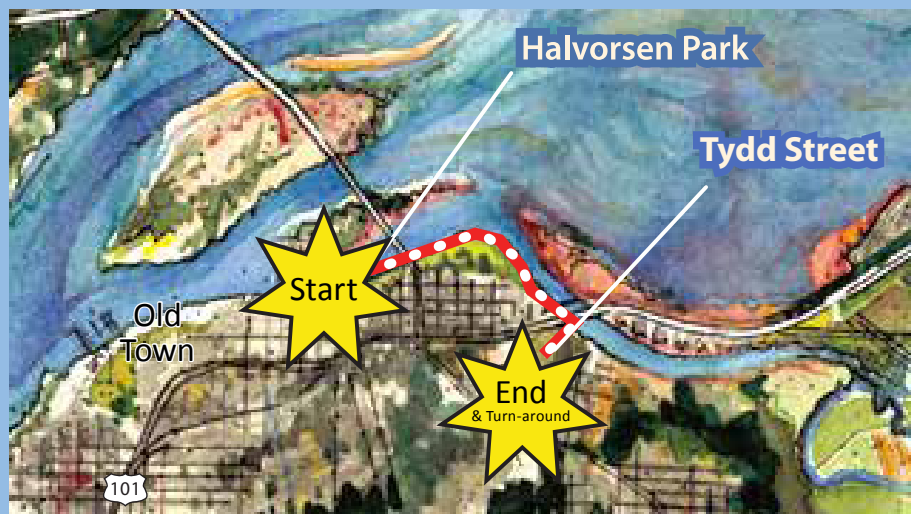 Halvorsen Park
Tydd Street
Start
Old
Town
End
& Turn-around
101